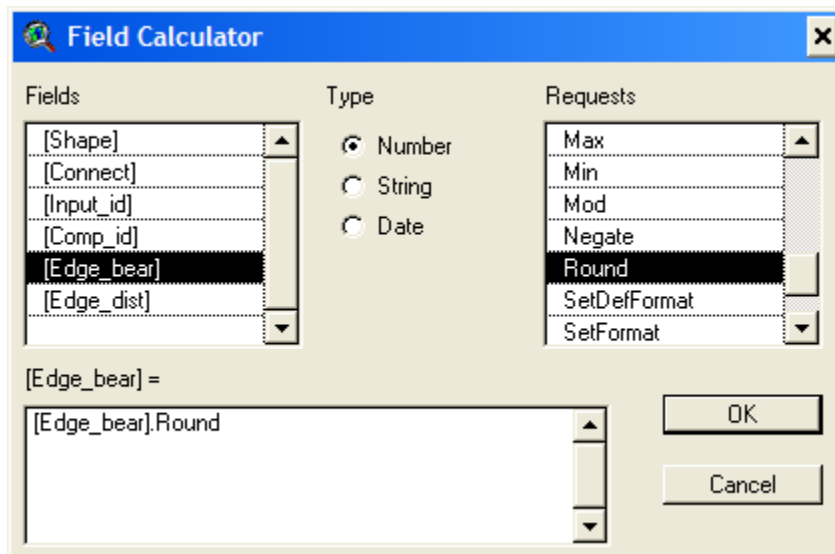 Field Calculator
Fields
Type
Requests
[Shape]
[Connect]
[Input_id]
[Comp_id]
[Edge_bear]
[Edge_dist]
Number
String
Date
Max
Min
Mod
Negate
Round
SetDefFormat
SetFormat
[Edge_bear] =
[Edge_bear].Round
OK
Cancel